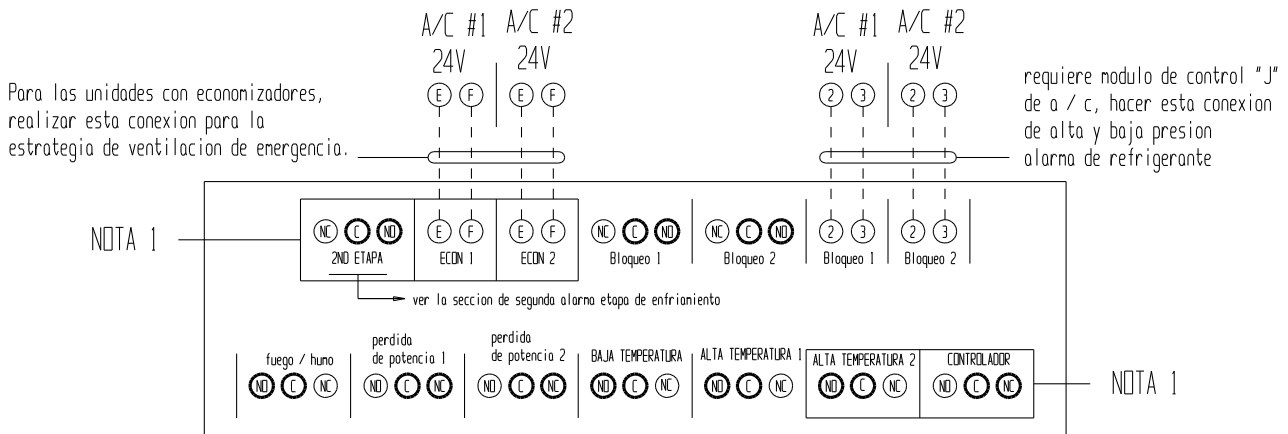 A/C #1 A/C #2 A/C #1 A/C #2
24V 24V 24V 24V
E F E F 2 3 2 3
Para las unidades con economizadores,
realizar esta conexion para la
estrategia de ventilacion de emergencia.
requiere modulo de control "J"
de a / c, hacer esta conexion
de alta y baja presion
alarma de refrigerante
NOTA 1
NC C NO E F E F NC C NO NC C NO 2 3 2 3
2ND ETAPA ECON 1 ECON 2 Bloqueo 1 Bloqueo 2 Bloqueo 1 Bloqueo 2
ver la seccion de segunda alarma etapa de enfriamiento
fuego / humo
perdida
de potencia 1
perdida
de potencia 2
BAJA TEMPERATURA ALTA TEMPERATURA 1 ALTA TEMPERATURA 2 CONTROLADOR
NO C NC NO C NC NO C NC NO C NC NO C NC NO C NC NO C NC
NOTA 1